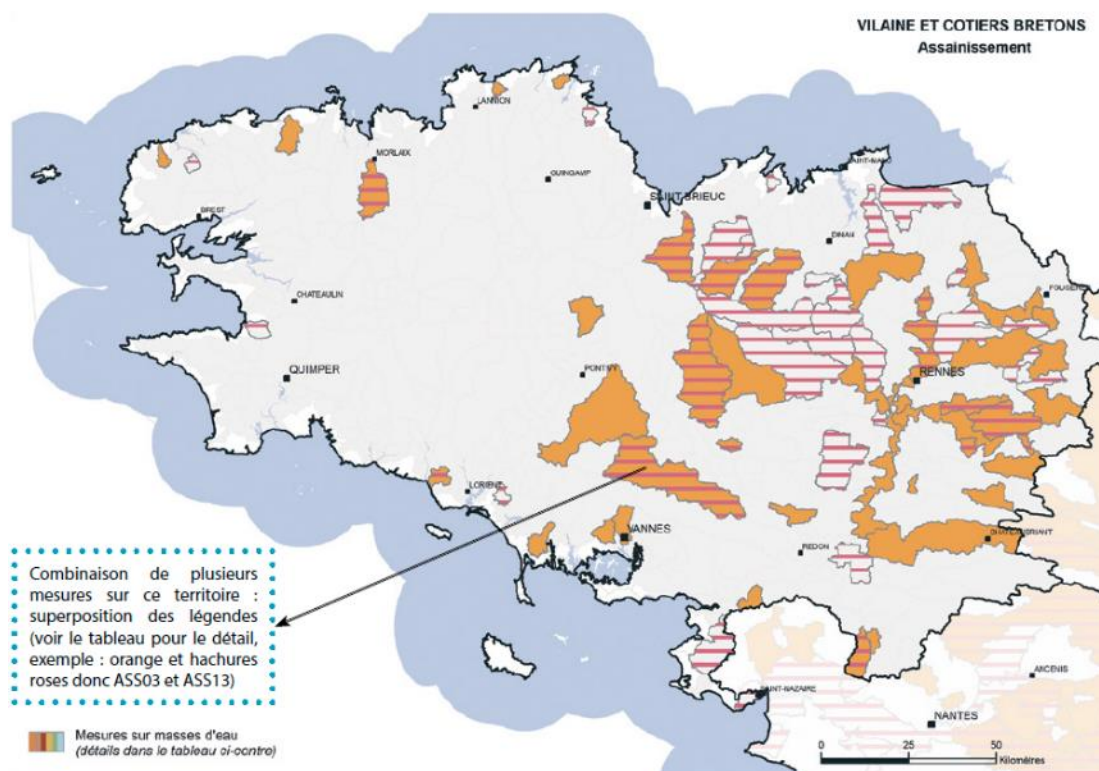 VILAINE ET COTIERS BRETONS
Assainissement
LANNION
MORLAIX
GUINGAMP
SAINT-MALO
SAINT-BRIEUC
BREST
DINAN
CHATEAULIN
FOUGERES
QUIMPER
PONTIVY
RENNES
LORIENT
VANNES
REDON
CHATEAUBRIANT
Combinaison de plusieurs
mesures sur ce territoire :
superposition des légendes
(voir le tableau pour le détail,
exemple : orange et hachures
roses donc ASS03 et ASS13)
ANCENIS
SAINT-NAZAIRE
NANTES
Mesures sur masses d'eau
(détails dans le tableau ci-contre)
0 25 50
Kilomètres